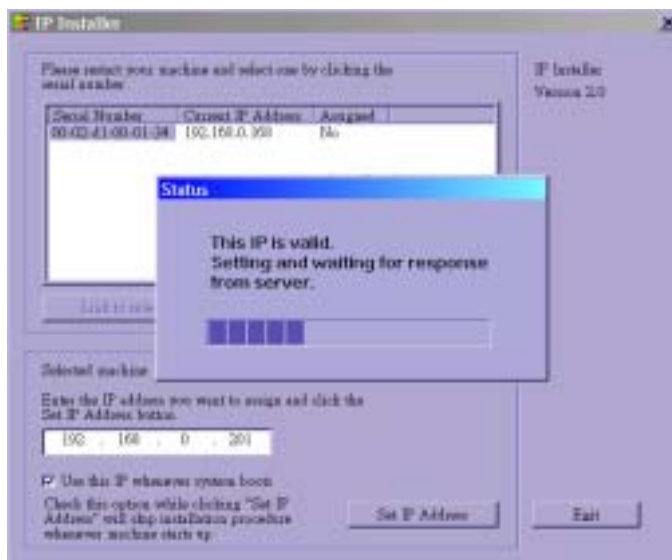 IP Installer
Please restart your machine and select one by clicking the
serial number
IP Installer
Version 2.0
Serial Number Current IP Address Assigned
00-02-d1-00-01-34 192.168.0.168 No
Status
This IP is valid.
Setting and waiting for response
from server.
Link to
Selected machine
Enter the IP address you want to assign and click the
Set IP Address button
192 . 168 . 0 . 201
Use this IP whenever system boots
Check this option while clicking "Set IP
Address" will skip installation procedure
whenever machine starts up
Set IP Address
Exit